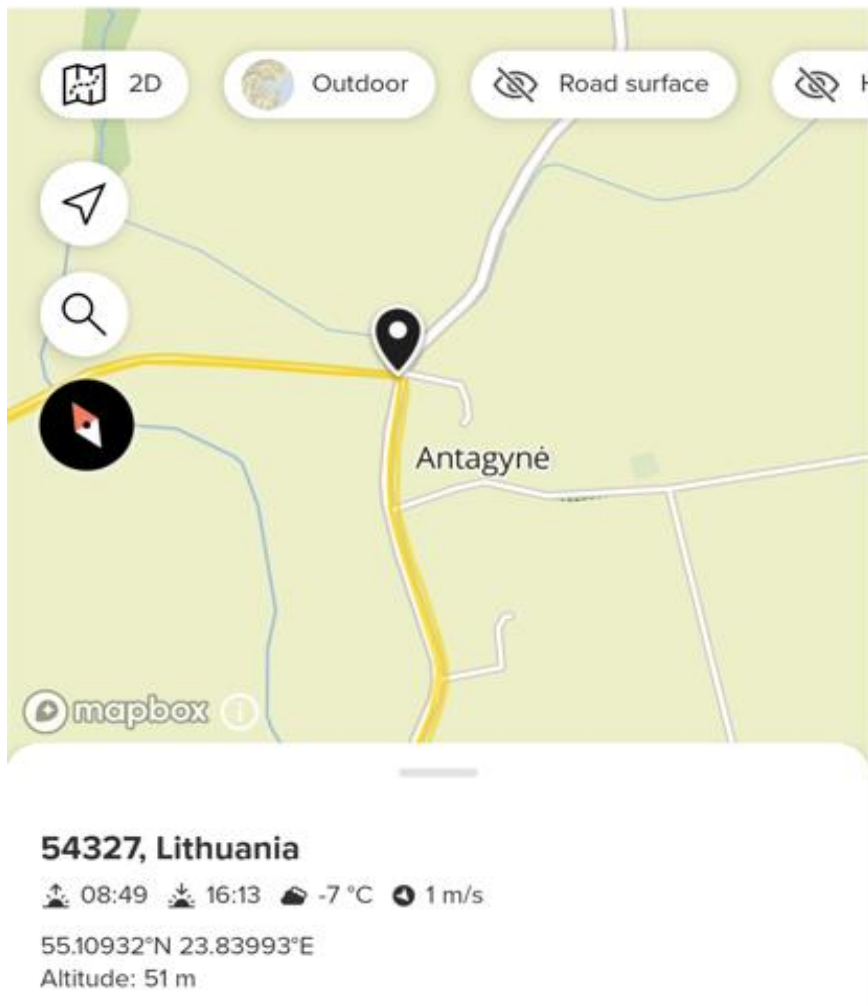 2D Outdoor Road surface H
Antagynė
mapbox
54327, Lithuania
08:49 16:13 -7 °C 1 m/s
55.10932°N 23.83993°E
Altitude: 51 m